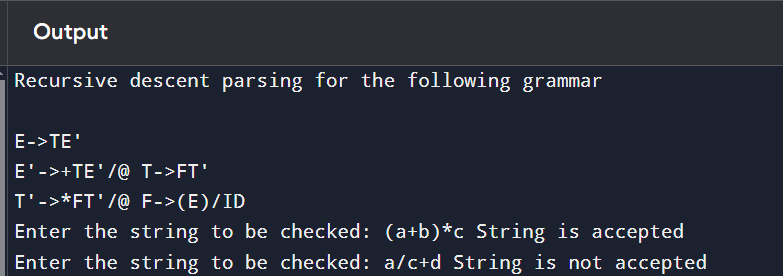 Output
Recursive descent parsing for the following grammar
E->TE'
E'->+TE'/@ T->FT'
T'->*FT'/@ F->(E)/ID
Enter the string to be checked: (a+b)*c String is accepted
Enter the string to be checked: a/c+d String is not accepted